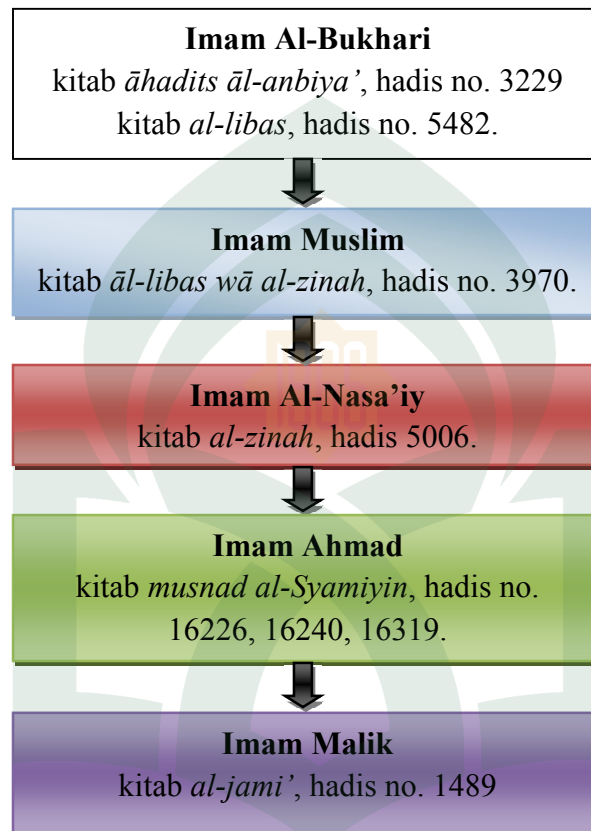 Imam Al-Bukhari
kitab āhadits āl-anbiya’, hadis no. 3229
kitab al-libas, hadis no. 5482.
Imam Muslim
kitab āl-libas wā al-zinah, hadis no. 3970.
Imam Al-Nasa’iy
kitab al-zinah, hadis 5006.
Imam Ahmad
kitab musnad al-Syamiyin, hadis no.
16226, 16240, 16319.
Imam Malik
kitab al-jami’, hadis no. 1489